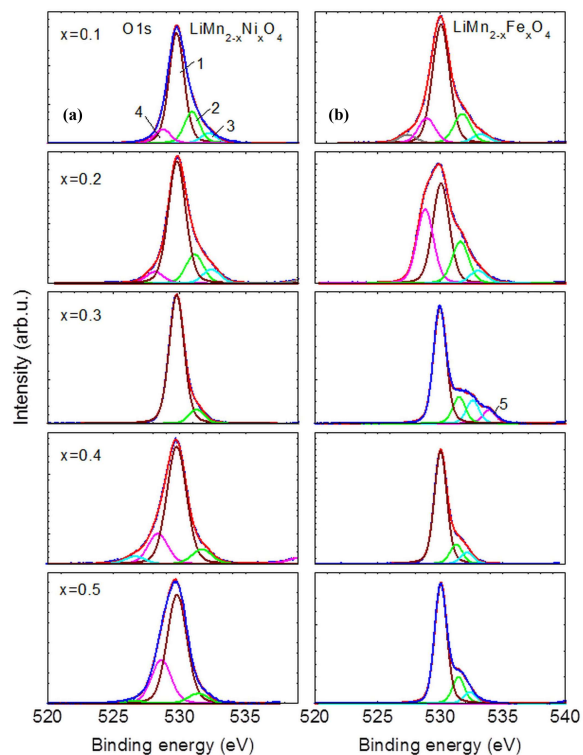 x=0.1 O1s LiMn₂₋ₓNiₓO₄ LiMn₂₋ₓFeₓO₄
1
(a) (b)
2
4 3
x=0.2
x=0.3
5
x=0.4
x=0.5
Intensity (arb.u.)
520 525 530 535 520 525 530 535 540
Binding energy (eV) Binding energy (eV)